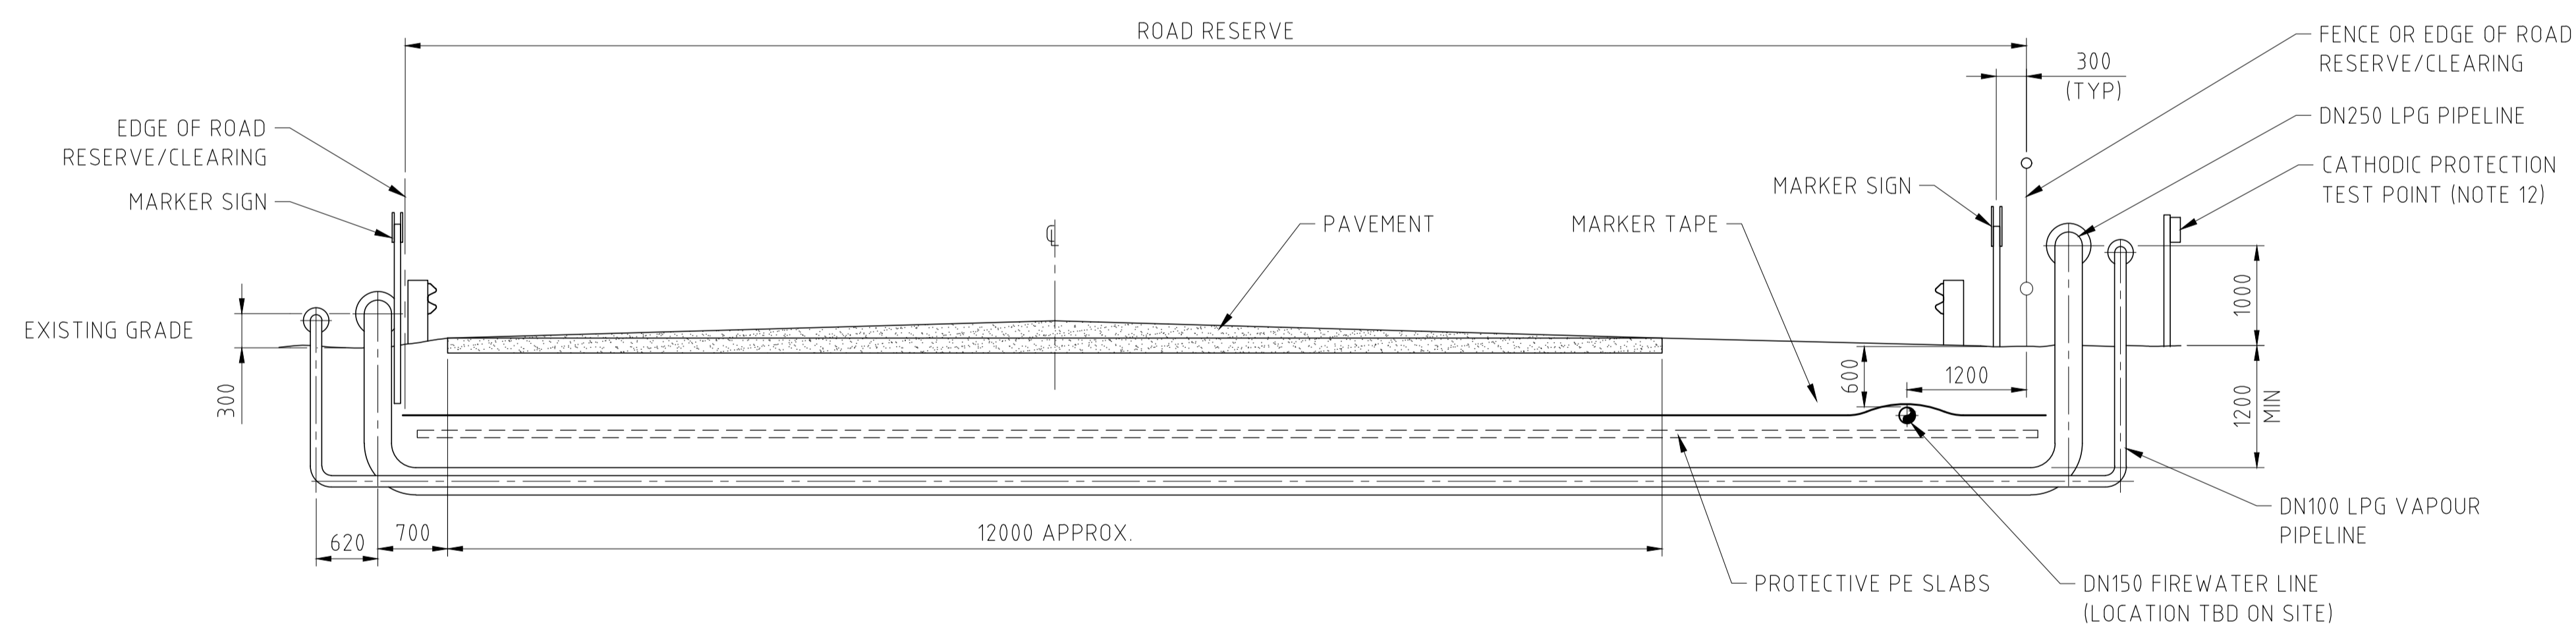 ROAD RESERVE
FENCE OR EDGE OF ROAD
RESERVE/CLEARING
300
(TYP)
DN250 LPG PIPELINE
EDGE OF ROAD
RESERVE/CLEARING
CATHODIC PROTECTION
TEST POINT (NOTE 12)
MARKER SIGN
MARKER SIGN
PAVEMENT
MARKER TAPE
℄
1000
EXISTING GRADE
300
600
1200
1200
MIN
620
700
12000 APPROX.
DN100 LPG VAPOUR
PIPELINE
PROTECTIVE PE SLABS
DN150 FIREWATER LINE
(LOCATION TBD ON SITE)